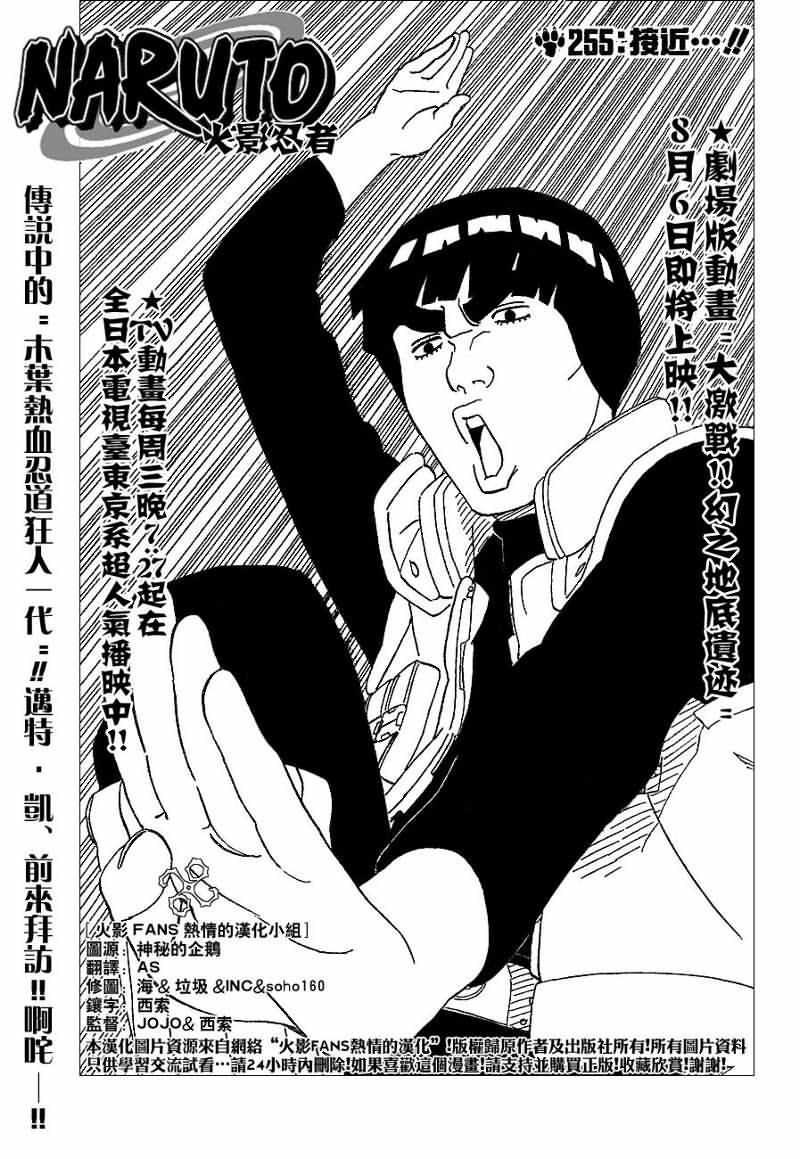 NARUTO
火影忍者
255:接近…!!
★劇場版動畫=大激戰!!幻之地底遺迹=
8月6日即將上映!!
★TV動畫每周三晚7:27起在
全日本電視臺東京系超人氣播映中!!
傳説中的=木葉熱血忍道狂人一代=!!邁特·凱、前來拜訪!!啊咜—!!
[火影 FANS 熱情的漢化小組]
圖源: 神秘的企鵝
翻譯: AS
修圖: 海 & 垃圾 &INC&soho160
鑲字: 西索
監督: JOJO& 西索
本漢化圖片資源來自網絡“火影FANS熱情的漢化”!版權歸原作者及出版社所有!所有圖片資料
只供學習交流試看…請24小時內刪除!如果喜歡這個漫畫!請支持並購買正版!收藏欣賞!謝謝!~